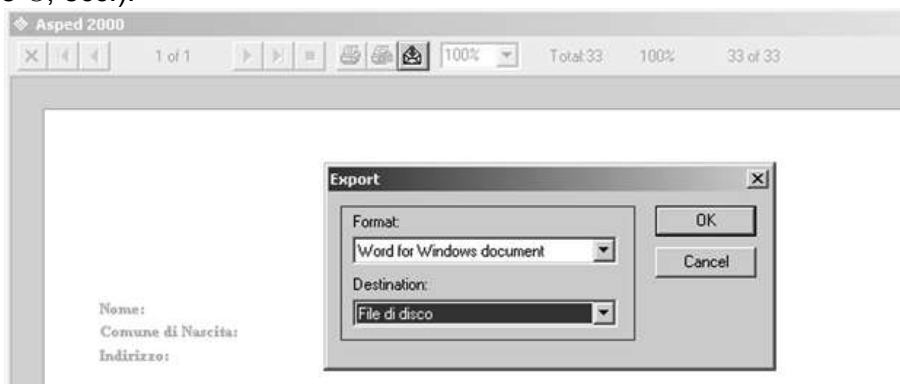 Asped 2000
1 of 1 100% Total:33 100% 33 of 33
Export
Format:
Word for Windows document
Destination:
File di disco
OK
Cancel
Nome:
Comune di Nascita:
Indirizzo: